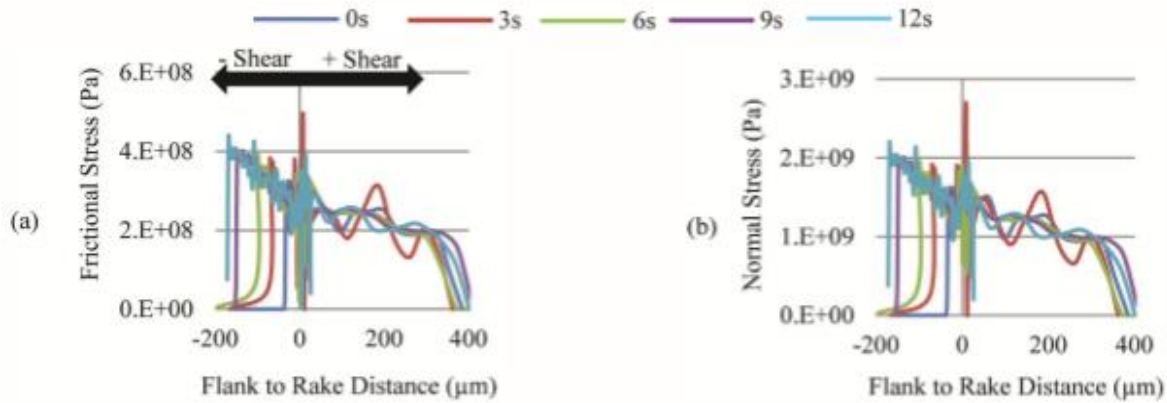 0s 3s 6s 9s 12s
(a)
- Shear + Shear
Frictional Stress (Pa)
6.E+08
4.E+08
2.E+08
0.E+00
-200 0 200 400
Flank to Rake Distance (µm)
(b)
Normal Stress (Pa)
3.E+09
2.E+09
1.E+09
0.E+00
-200 0 200 400
Flank to Rake Distance (µm)